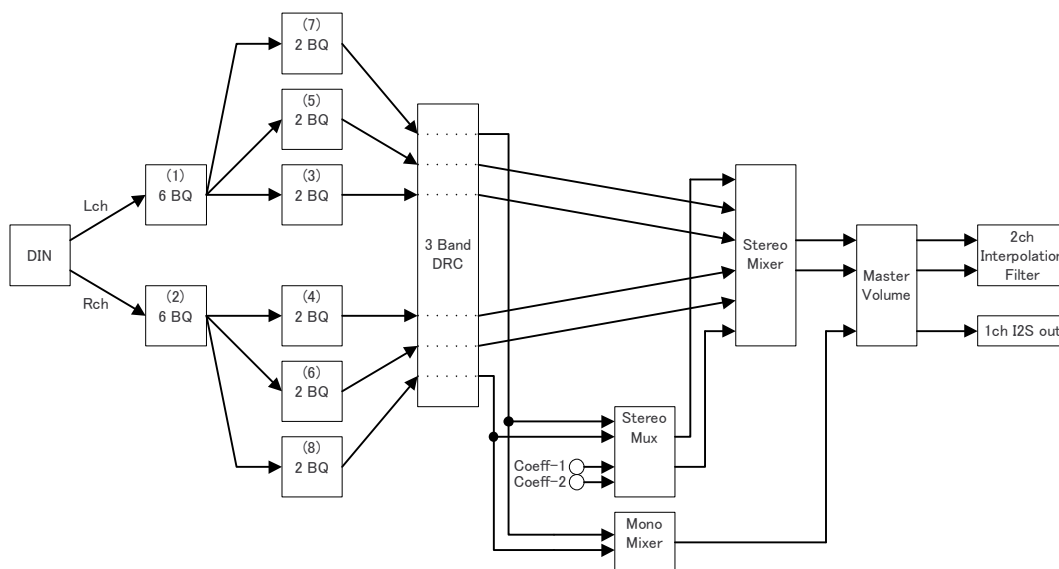 (7)
2 BQ
(5)
2 BQ
(1)
6 BQ
(3)
2 BQ
Lch
DIN
3 Band
DRC
Stereo
Mixer
Master
Volume
2ch
Interpolation
Filter
Rch
(2)
6 BQ
(4)
2 BQ
1ch I2S out
(6)
2 BQ
(8)
2 BQ
Stereo
Mux
Coeff-1
Coeff-2
Mono
Mixer